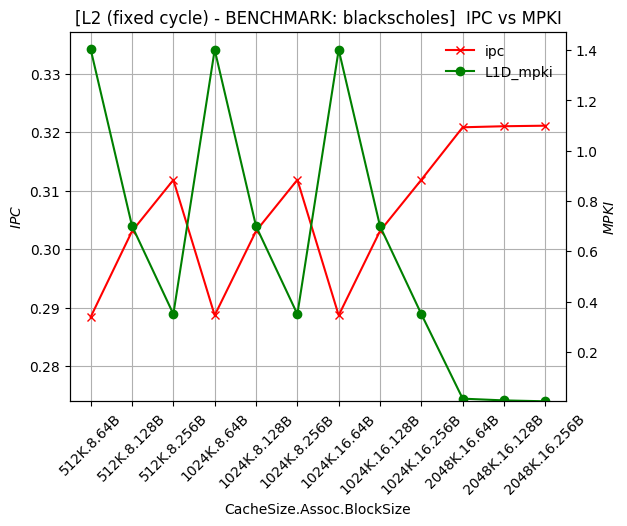 [L2 (fixed cycle) - BENCHMARK: blackscholes]  IPC vs MPKI
ipc
L1D_mpki
0.33
0.32
0.31
0.30
0.29
0.28
IPC
1.4
1.2
1.0
0.8
0.6
0.4
0.2
MPKI
512K.8.64B
512K.8.128B
512K.8.256B
1024K.8.64B
1024K.8.128B
1024K.8.256B
1024K.16.64B
1024K.16.128B
1024K.16.256B
2048K.16.64B
2048K.16.128B
2048K.16.256B
CacheSize.Assoc.BlockSize